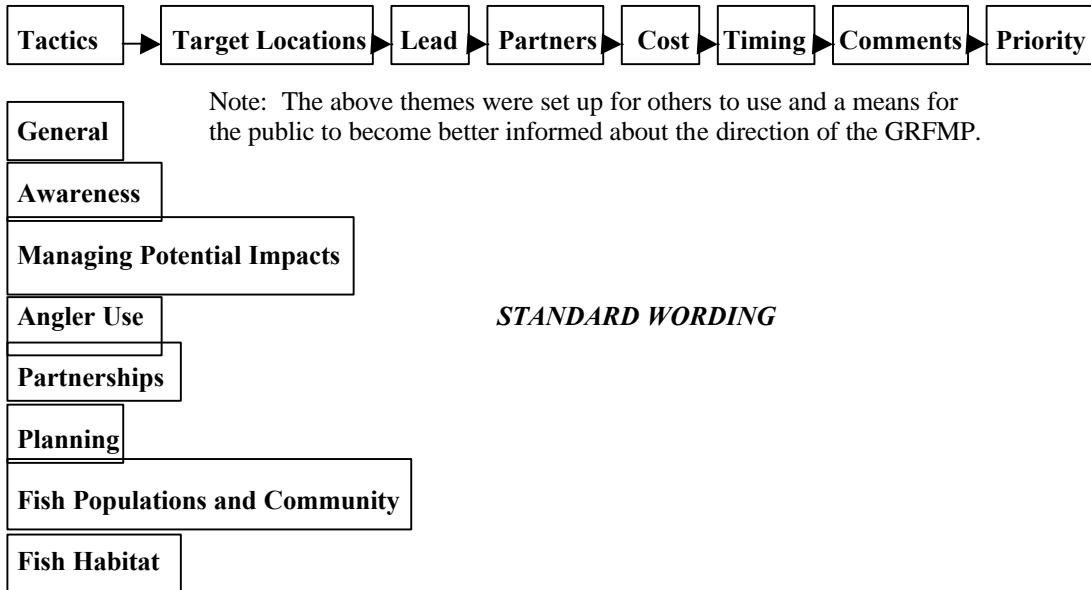 Tactics Target Locations Lead Partners Cost Timing Comments Priority
Note: The above themes were set up for others to use and a means for
the public to become better informed about the direction of the GRFMP.
General
Awareness
Managing Potential Impacts
Angler Use
STANDARD WORDING
Partnerships
Planning
Fish Populations and Community
Fish Habitat